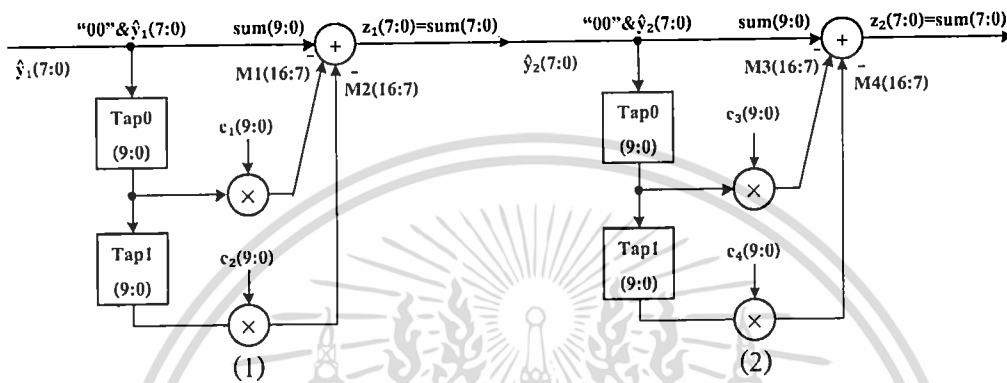 “00”&ŷ₁(7:0)
sum(9:0)
z₁(7:0)=sum(7:0)
ŷ₁(7:0)
+
-
-
M1(16:7)
M2(16:7)
Tap0
(9:0)
c₁(9:0)
×
Tap1
(9:0)
c₂(9:0)
×
(1)
“00”&ŷ₂(7:0)
sum(9:0)
z₂(7:0)=sum(7:0)
ŷ₂(7:0)
+
-
-
M3(16:7)
M4(16:7)
Tap0
(9:0)
c₃(9:0)
×
Tap1
(9:0)
c₄(9:0)
×
(2)